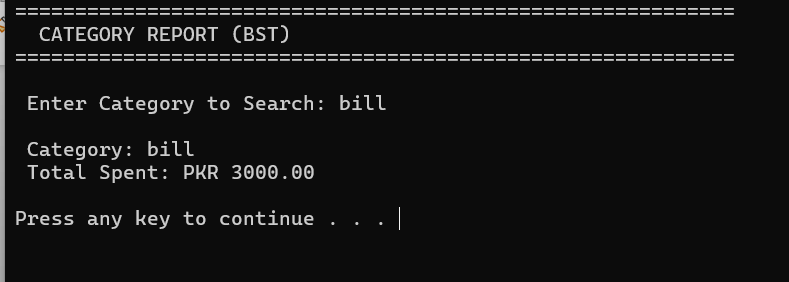 ============================================================
CATEGORY REPORT (BST)
============================================================
Enter Category to Search: bill
Category: bill
Total Spent: PKR 3000.00
Press any key to continue . . .